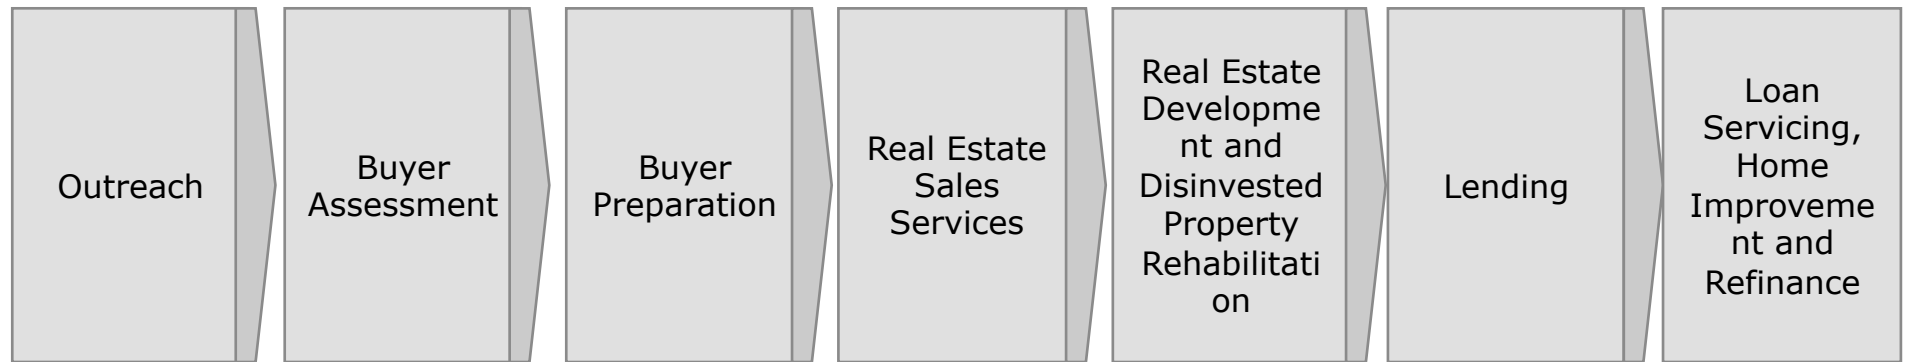 Outreach
Buyer
Assessment
Buyer
Preparation
Real Estate
Sales
Services
Real Estate
Developme
nt and
Disinvested
Property
Rehabilitati
on
Lending
Loan
Servicing,
Home
Improveme
nt and
Refinance